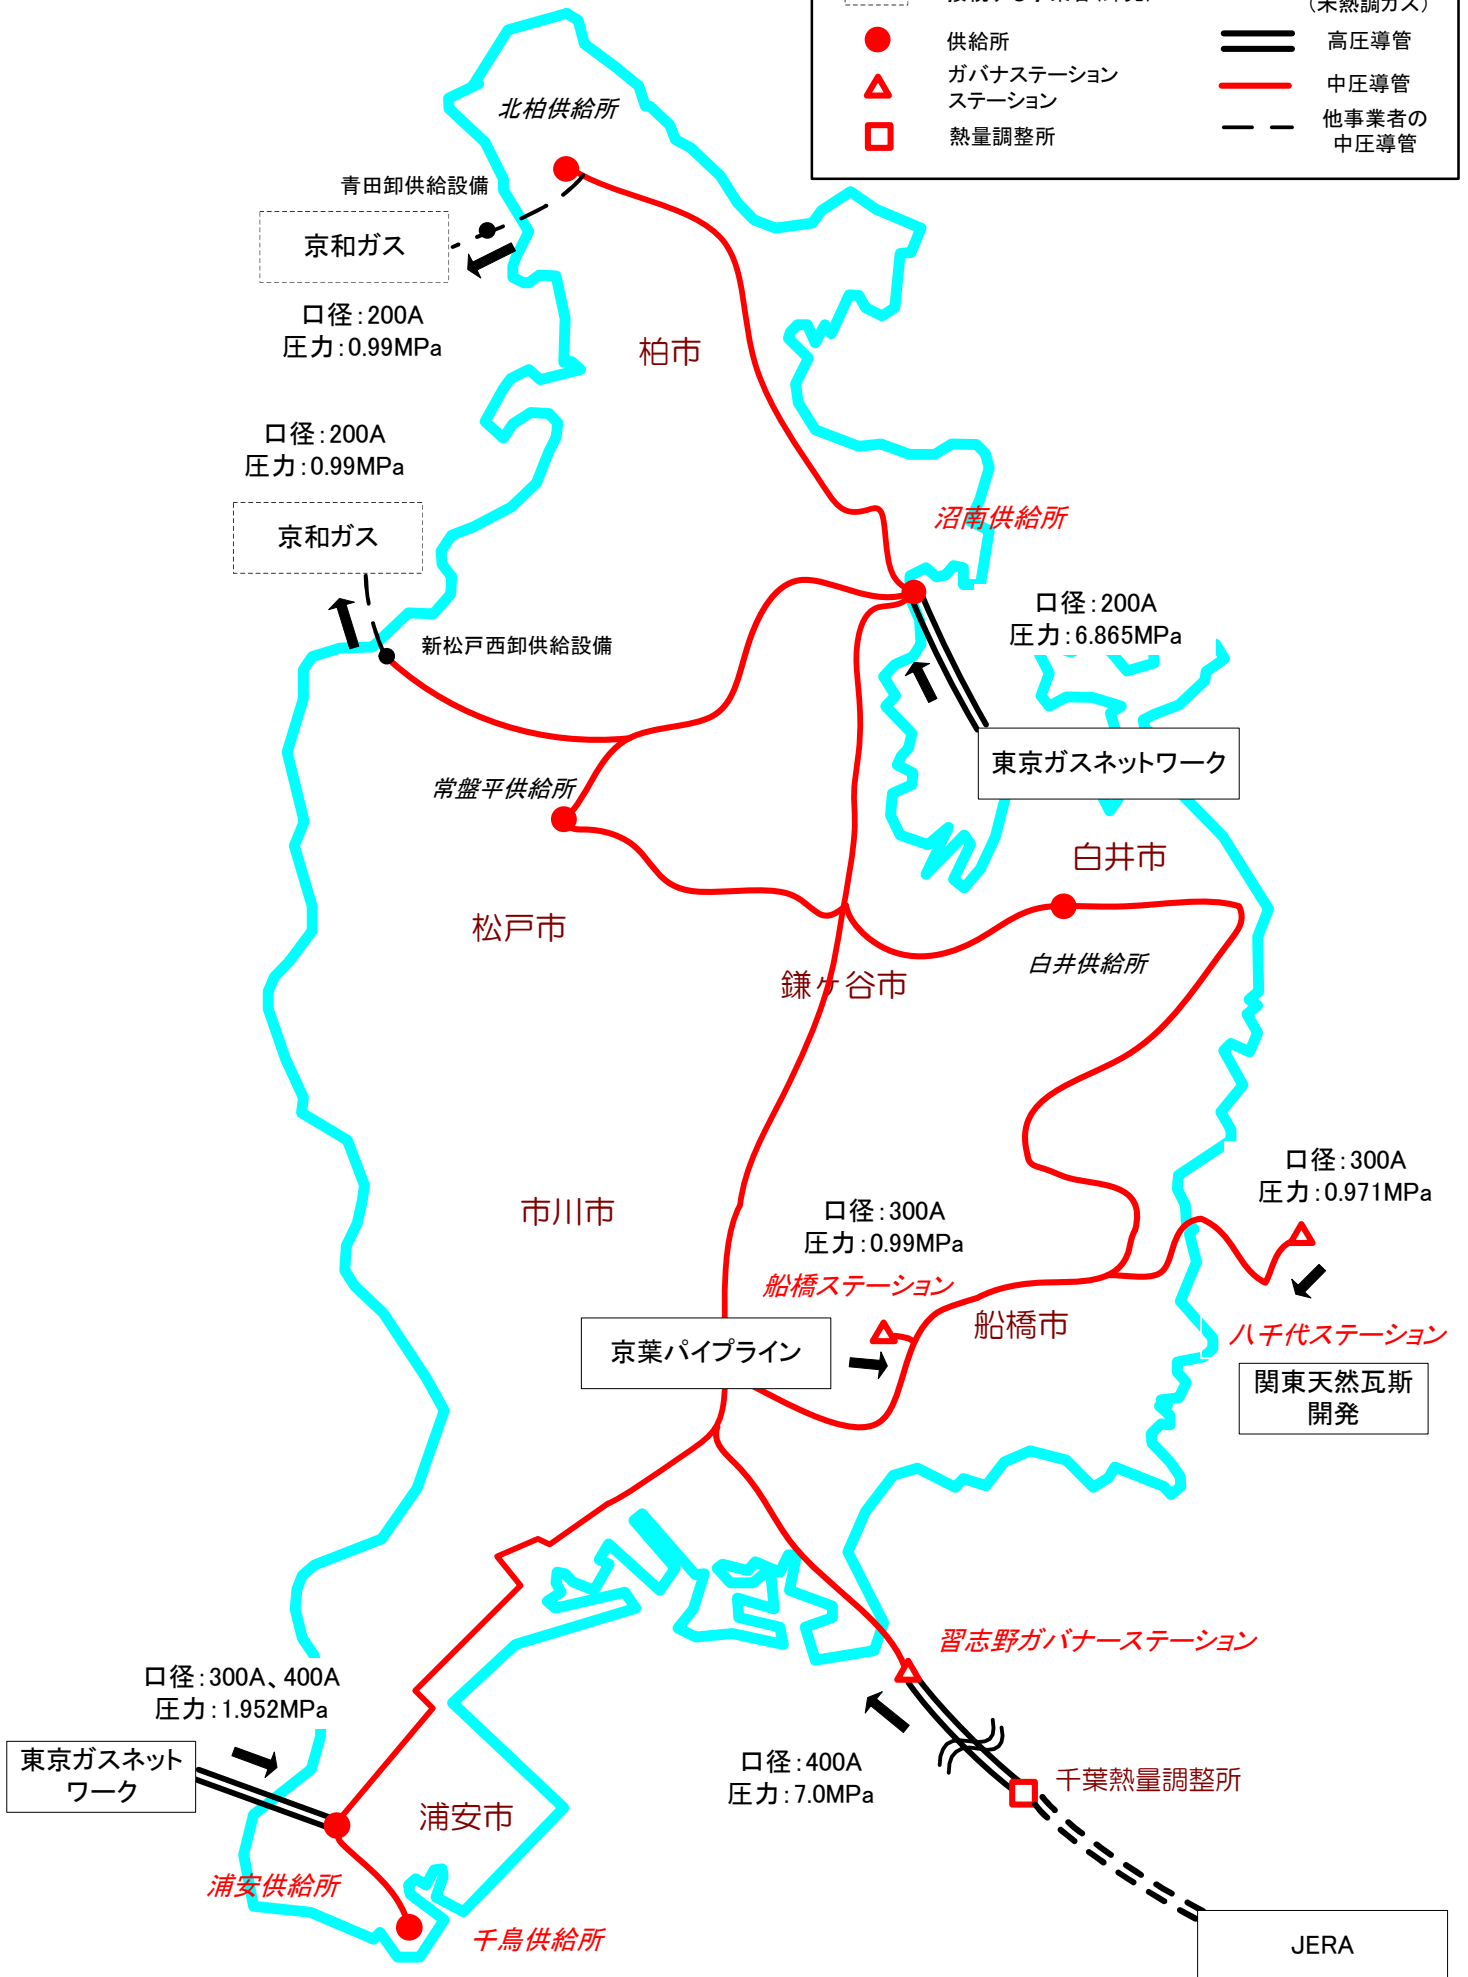 (未熱調ガス)
供給所
高圧導管
ガバナステーション
ステーション
中圧導管
熱量調整所
他事業者の
中圧導管
北柏供給所
青田卸供給設備
京和ガス
口径:200A
圧力:0.99MPa
柏市
口径:200A
圧力:0.99MPa
京和ガス
沼南供給所
口径:200A
圧力:6.865MPa
新松戸西卸供給設備
東京ガスネットワーク
常盤平供給所
白井市
松戸市
白井供給所
鎌ケ谷市
口径:300A
圧力:0.971MPa
市川市
口径:300A
圧力:0.99MPa
船橋ステーション
船橋市
八千代ステーション
京葉パイプライン
関東天然瓦斯
開発
習志野ガバナーステーション
口径:300A、400A
圧力:1.952MPa
東京ガスネット
ワーク
口径:400A
圧力:7.0MPa
千葉熱量調整所
浦安市
浦安供給所
千鳥供給所
JERA